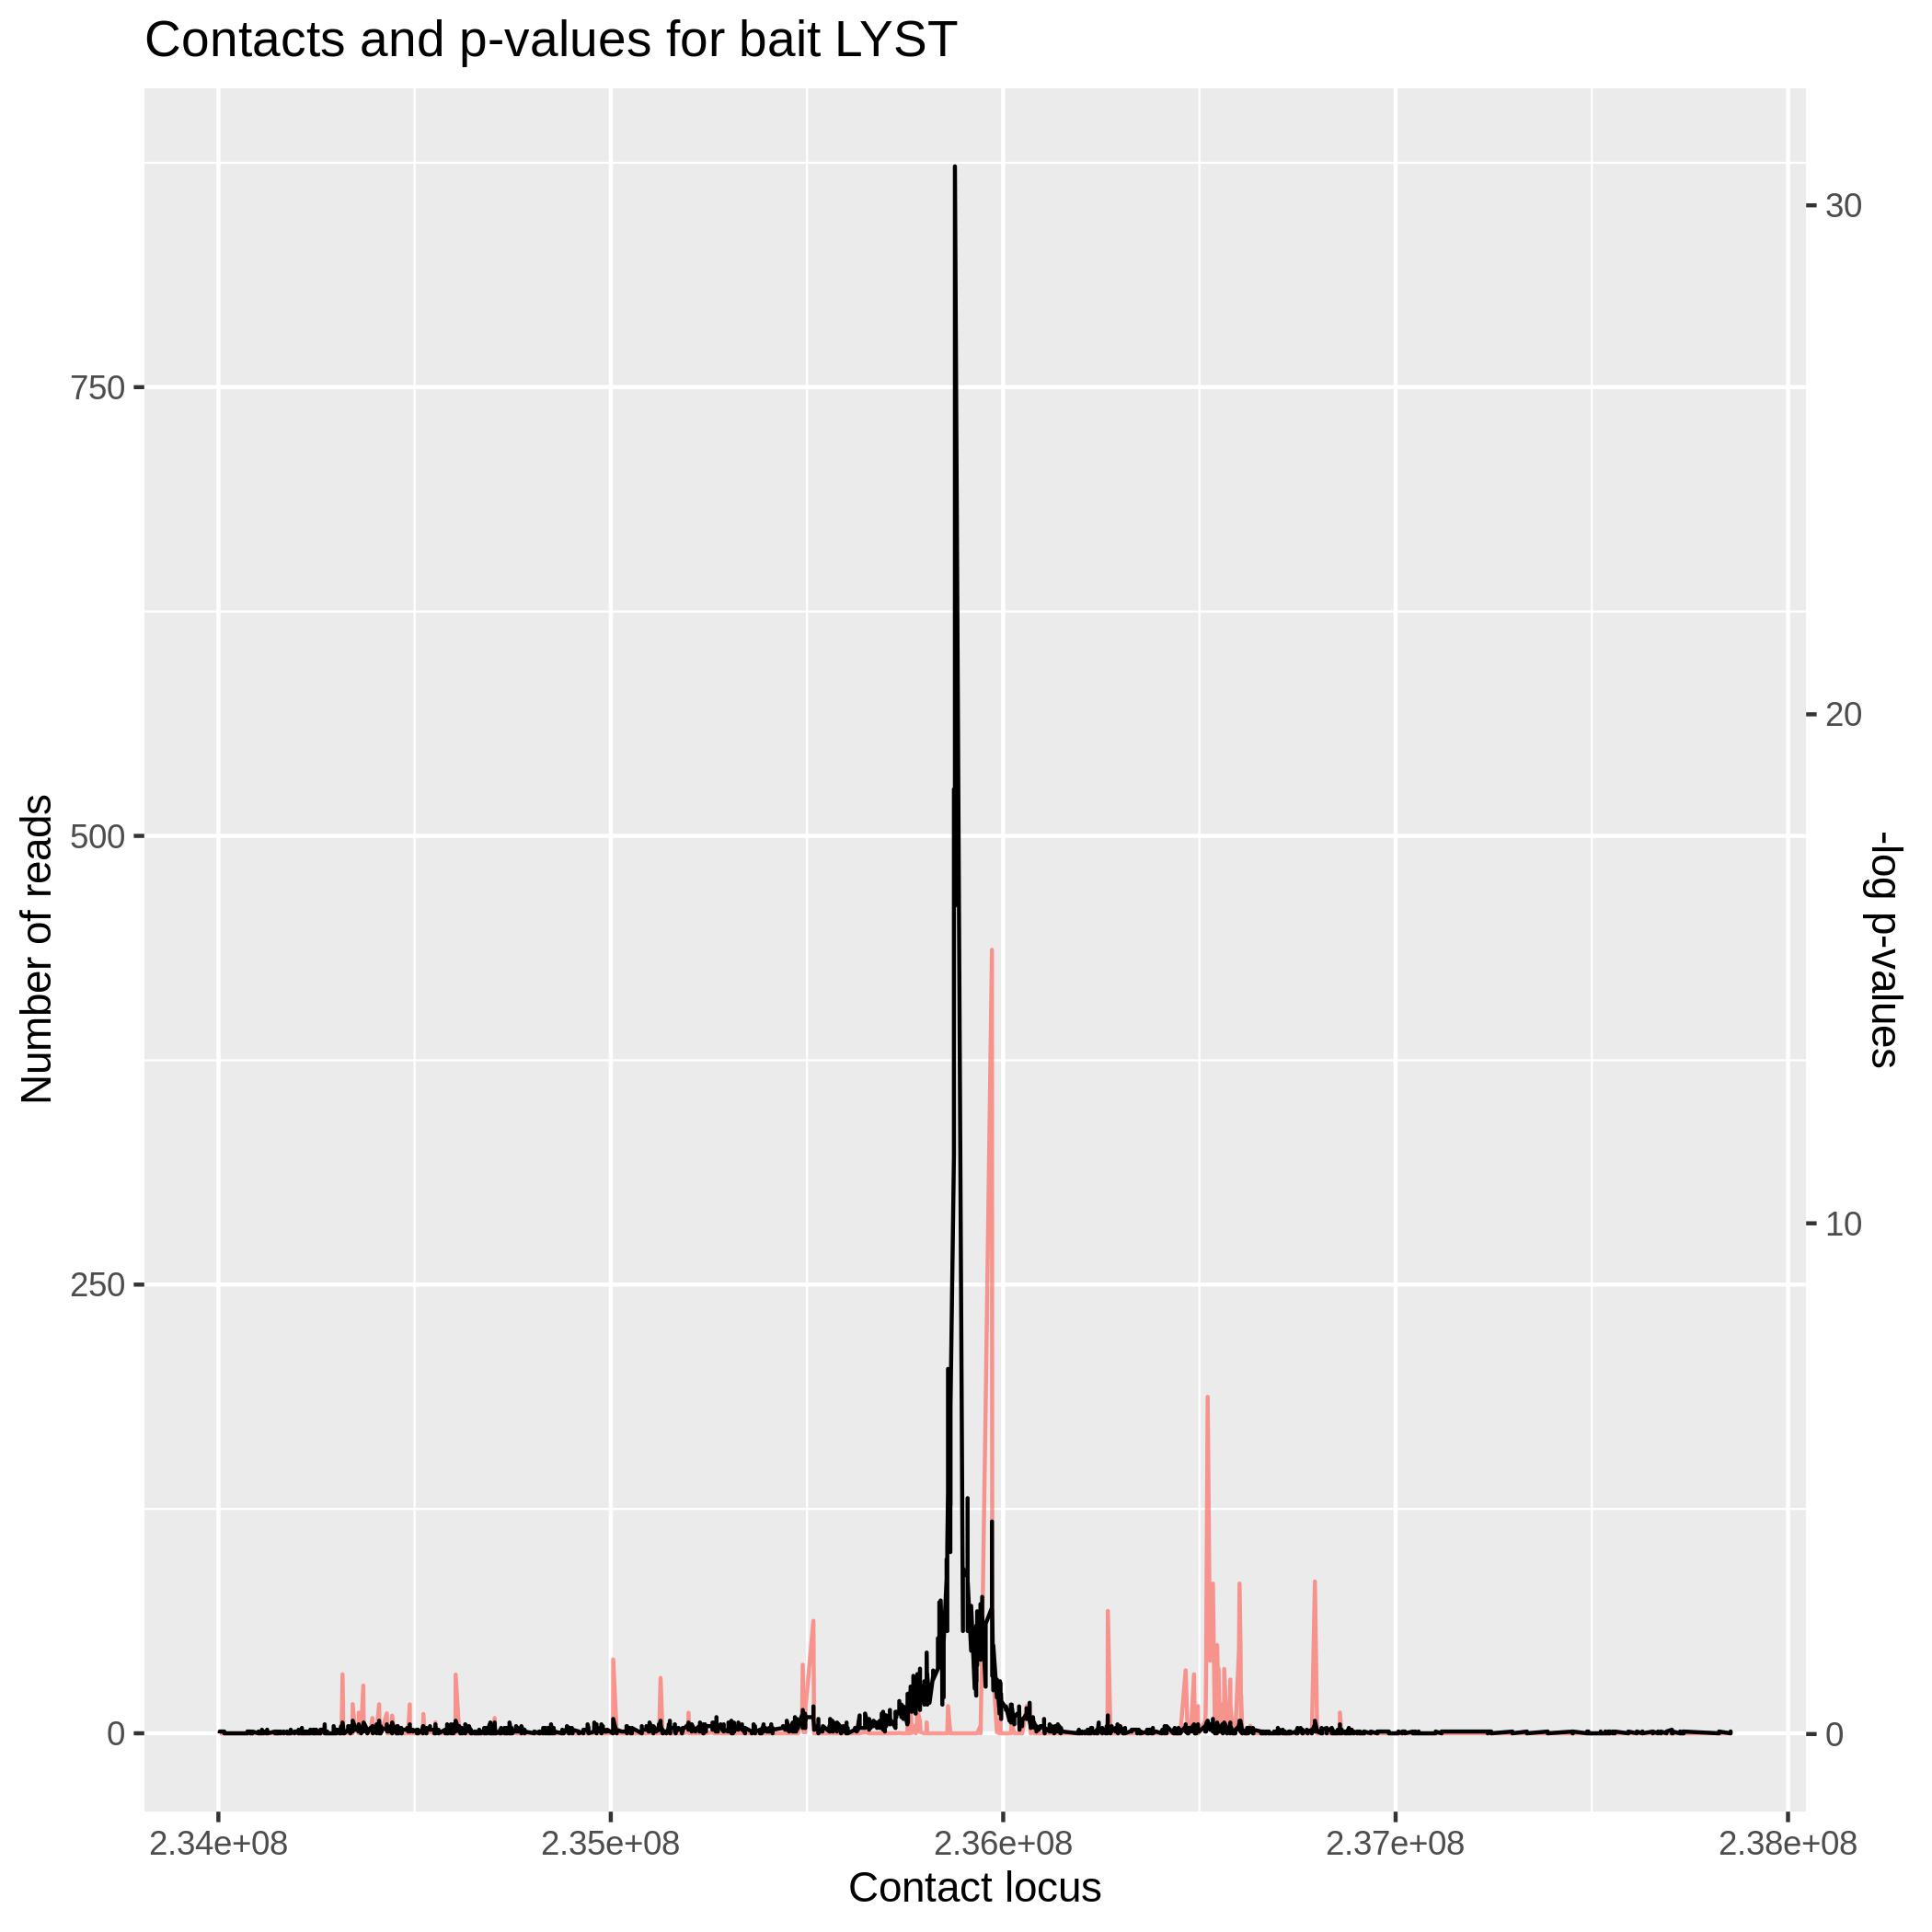 Contacts and p-values for bait LYST
30
750
20
500
Number of reads
-log p-values
10
250
0
0
2.34e+08
2.35e+08
2.36e+08
2.37e+08
2.38e+08
Contact locus